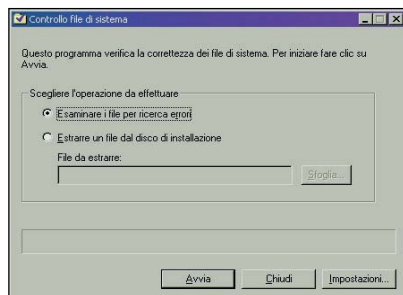 Controllo file di sistema
Questo programma verifica la correttezza dei file di sistema. Per iniziare fare clic su
Avvia.
Scegliere l'operazione da effettuare
Esaminare i file per ricerca errori
Estrarre un file dal disco di installazione
File da estrarre:
Sfoglia...
Avvia
Chiudi
Impostazioni...